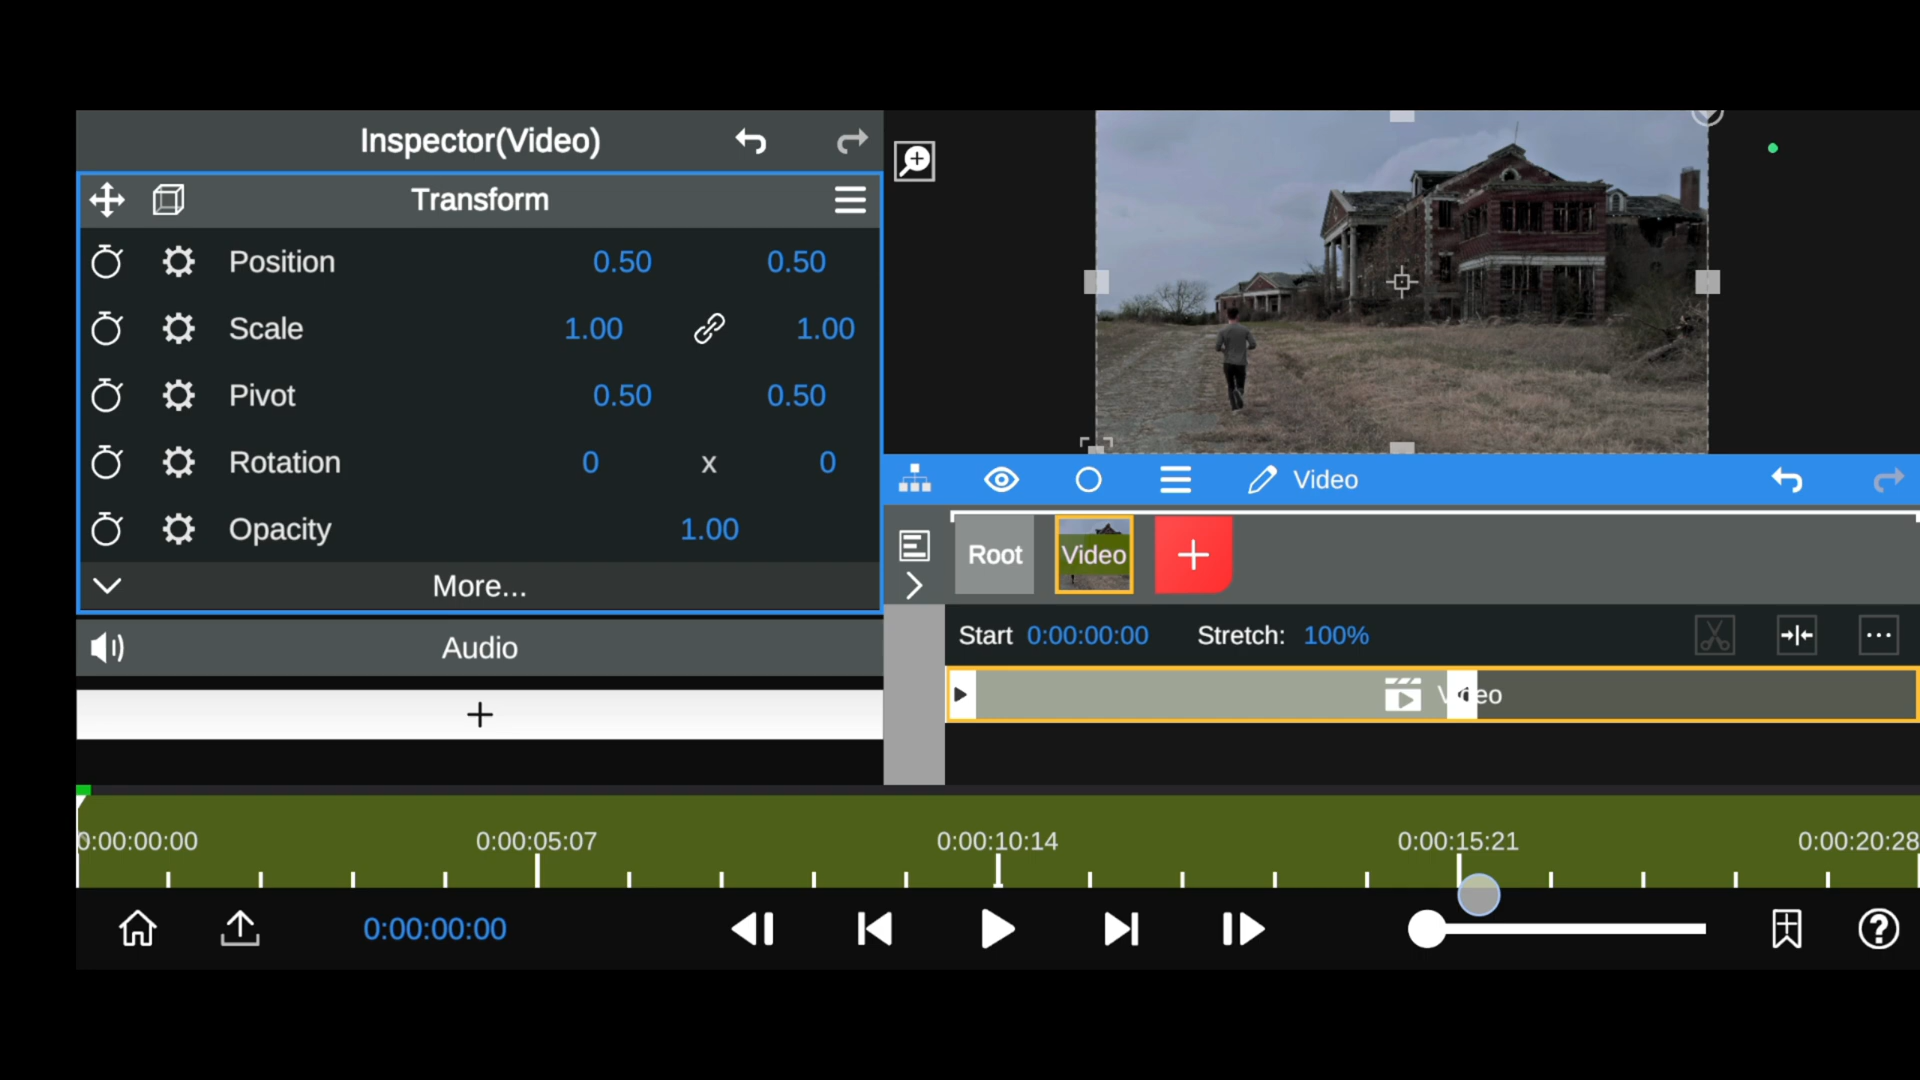 Inspector(Video)
Transform
Position 0.50 0.50
Scale 1.00 1.00
Pivot 0.50 0.50
Rotation 0 x 0
Opacity 1.00
More...
Audio
+
Video
Root Video +
Start 0:00:00:00 Stretch: 100%
Video
0:00:00:00 0:00:05:07 0:00:10:14 0:00:15:21 0:00:20:28
0:00:00:00